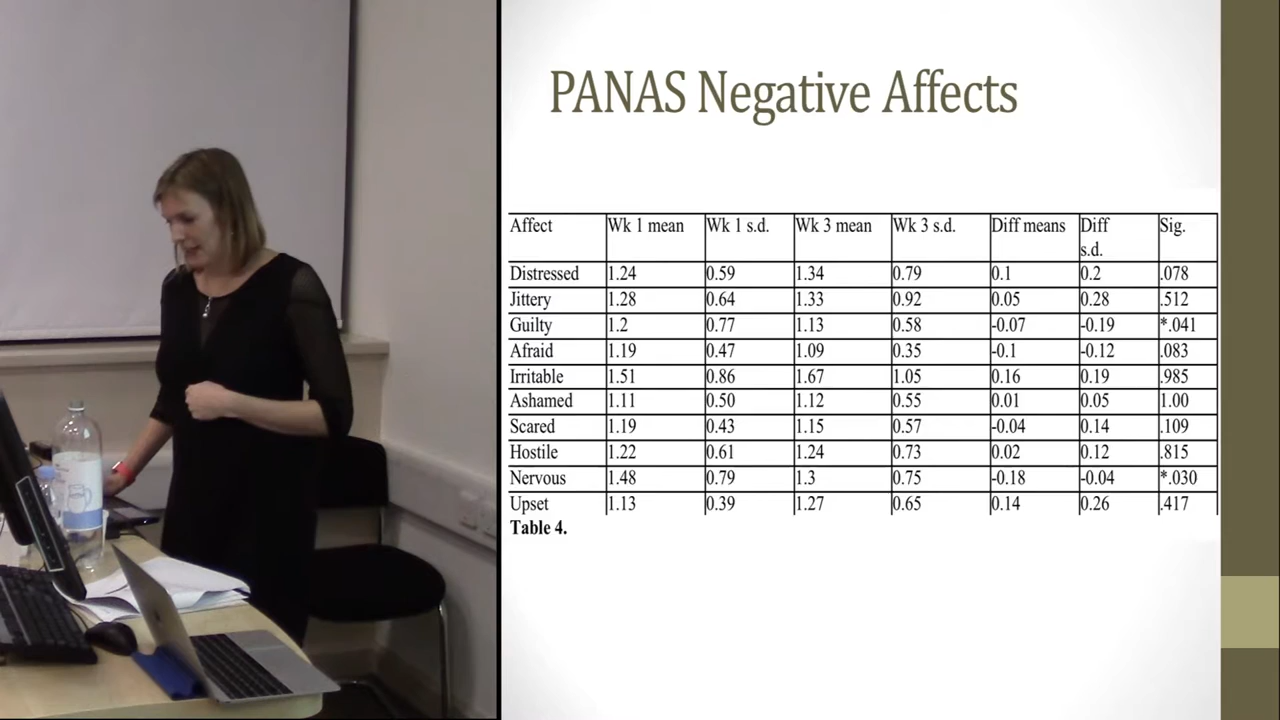 PANAS Negative Affects
Affect Wk 1 mean Wk 1 s.d. Wk 3 mean Wk 3 s.d. Diff means Diff s.d. Sig.
Distressed 1.24 0.59 1.34 0.79 0.1 0.2 .078
Jittery 1.28 0.64 1.33 0.92 0.05 0.28 .512
Guilty 1.2 0.77 1.13 0.58 -0.07 -0.19 *.041
Afraid 1.19 0.47 1.09 0.35 -0.1 -0.12 .083
Irritable 1.51 0.86 1.67 1.05 0.16 0.19 .985
Ashamed 1.11 0.50 1.12 0.55 0.01 0.05 1.00
Scared 1.19 0.43 1.15 0.57 -0.04 0.14 .109
Hostile 1.22 0.61 1.24 0.73 0.02 0.12 .815
Nervous 1.48 0.79 1.3 0.75 -0.18 -0.04 *.030
Upset 1.13 0.39 1.27 0.65 0.14 0.26 .417
Table 4.